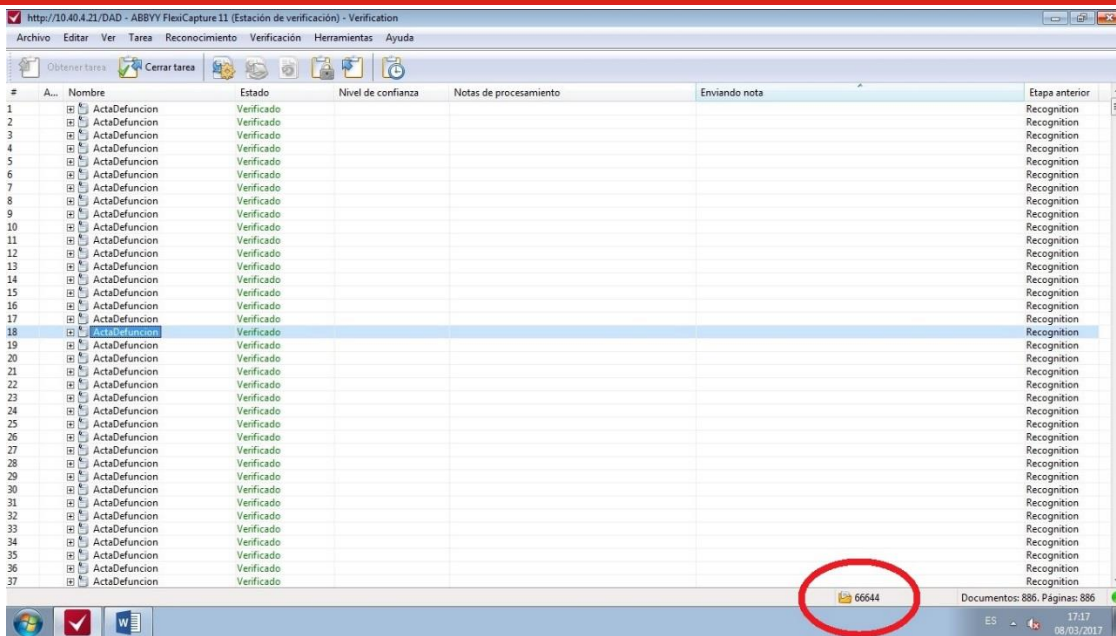 http://10.40.4.21/DAD - ABBYY FlexiCapture 11 (Estación de verificación) - Verification
Archivo Editar Ver Tarea Reconocimiento Verificación Herramientas Ayuda
Obtener tarea Cerrar tarea
# A... Nombre Estado Nivel de confianza Notas de procesamiento Enviando nota Etapa anterior
1 ActaDefuncion Verificado Recognition
2 ActaDefuncion Verificado Recognition
3 ActaDefuncion Verificado Recognition
4 ActaDefuncion Verificado Recognition
5 ActaDefuncion Verificado Recognition
6 ActaDefuncion Verificado Recognition
7 ActaDefuncion Verificado Recognition
8 ActaDefuncion Verificado Recognition
9 ActaDefuncion Verificado Recognition
10 ActaDefuncion Verificado Recognition
11 ActaDefuncion Verificado Recognition
12 ActaDefuncion Verificado Recognition
13 ActaDefuncion Verificado Recognition
14 ActaDefuncion Verificado Recognition
15 ActaDefuncion Verificado Recognition
16 ActaDefuncion Verificado Recognition
17 ActaDefuncion Verificado Recognition
18 ActaDefuncion Verificado Recognition
19 ActaDefuncion Verificado Recognition
20 ActaDefuncion Verificado Recognition
21 ActaDefuncion Verificado Recognition
22 ActaDefuncion Verificado Recognition
23 ActaDefuncion Verificado Recognition
24 ActaDefuncion Verificado Recognition
25 ActaDefuncion Verificado Recognition
26 ActaDefuncion Verificado Recognition
27 ActaDefuncion Verificado Recognition
28 ActaDefuncion Verificado Recognition
29 ActaDefuncion Verificado Recognition
30 ActaDefuncion Verificado Recognition
31 ActaDefuncion Verificado Recognition
32 ActaDefuncion Verificado Recognition
33 ActaDefuncion Verificado Recognition
34 ActaDefuncion Verificado Recognition
35 ActaDefuncion Verificado Recognition
36 ActaDefuncion Verificado Recognition
37 ActaDefuncion Verificado Recognition
66644 Documentos: 886. Páginas: 886
W ES 17:17
08/03/2017